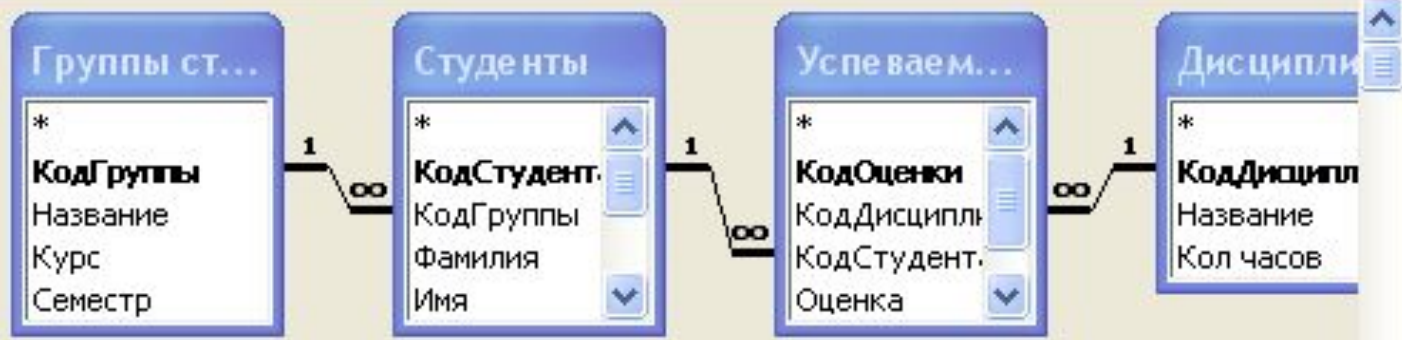 Группы ст...
*
КодГруппы
Название
Курс
Семестр
1
∞
Студенты
*
КодСтудент
КодГруппы
Фамилия
Имя
1
∞
Успеваем...
*
КодОценки
КодДисципли
КодСтудента
Оценка
∞
1
Дисципли
*
КодДисципл
Название
Кол часов